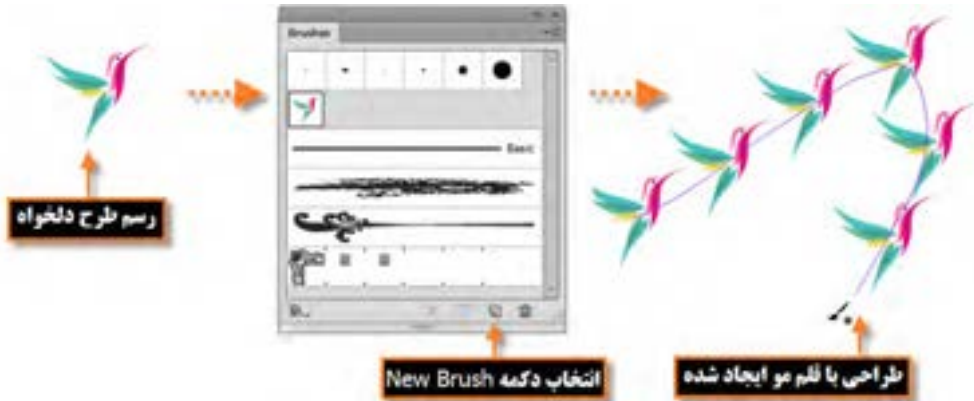 Brushes
Basic
رسم طرح دلخواه
انتخاب دکمه New Brush
طراحی با قلم مو ایجاد شده